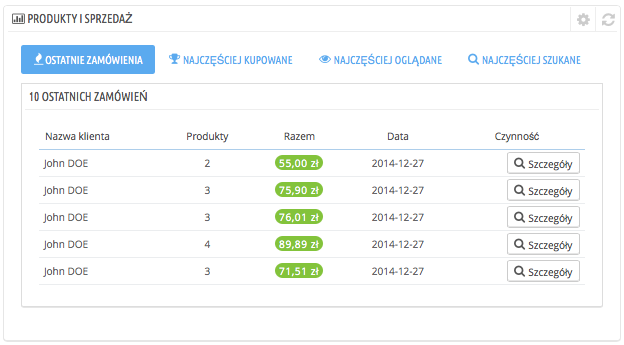 PRODUKTY I SPRZEDAŻ
OSTATNIE ZAMÓWIENIA NAJCZĘŚCIEJ KUPOWANE NAJCZĘŚCIEJ OGLĄDANE NAJCZĘŚCIEJ SZUKANE
10 OSTATNICH ZAMÓWIEŃ
Nazwa klienta Produkty Razem Data Czynność
John DOE 2 55,00 zł 2014-12-27 Szczegóły
John DOE 3 75,90 zł 2014-12-27 Szczegóły
John DOE 3 76,01 zł 2014-12-27 Szczegóły
John DOE 4 89,89 zł 2014-12-27 Szczegóły
John DOE 3 71,51 zł 2014-12-27 Szczegóły